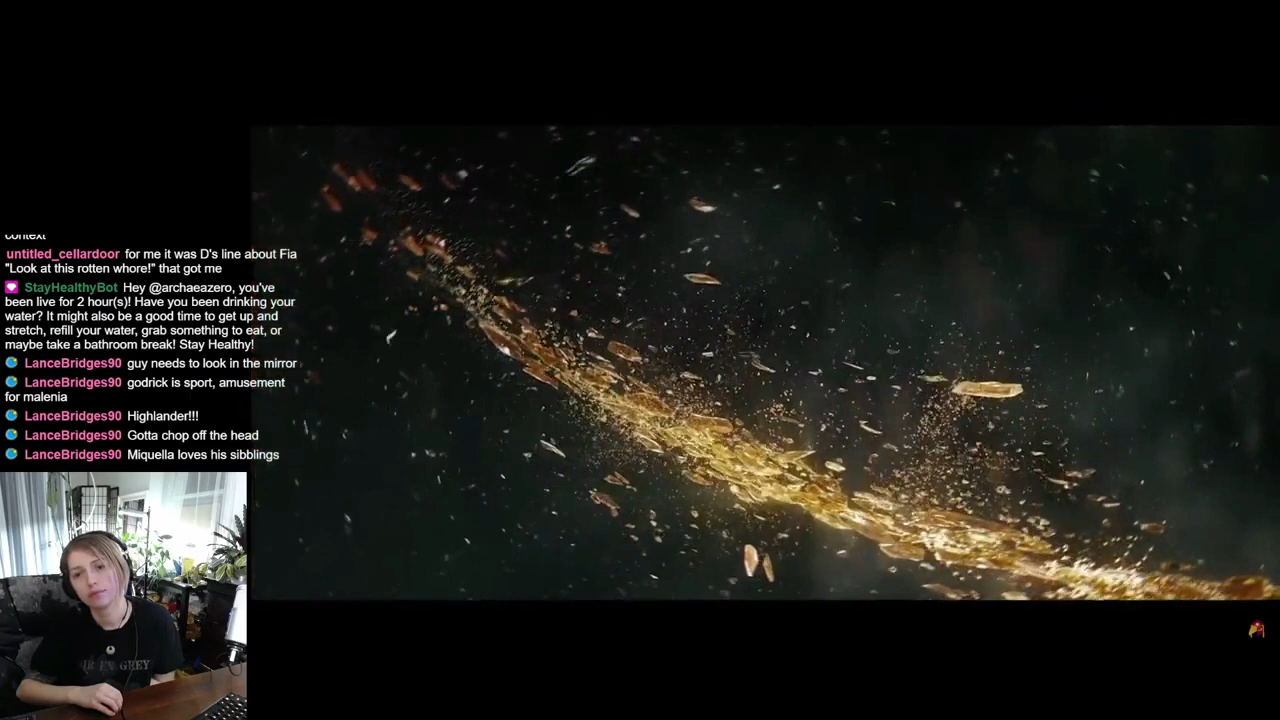 context
untitled_cellardoor for me it was D's line about Fia
"Look at this rotten whore!" that got me
StayHealthyBot Hey @archaeazero, you've
been live for 2 hour(s)! Have you been drinking your
water? It might also be a good time to get up and
stretch, refill your water, grab something to eat, or
maybe take a bathroom break! Stay Healthy!
LanceBridges90 guy needs to look in the mirror
LanceBridges90 godrick is sport, amusement
for malenia
LanceBridges90 Highlander!!!
LanceBridges90 Gotta chop off the head
LanceBridges90 Miquella loves his sibblings
GREY